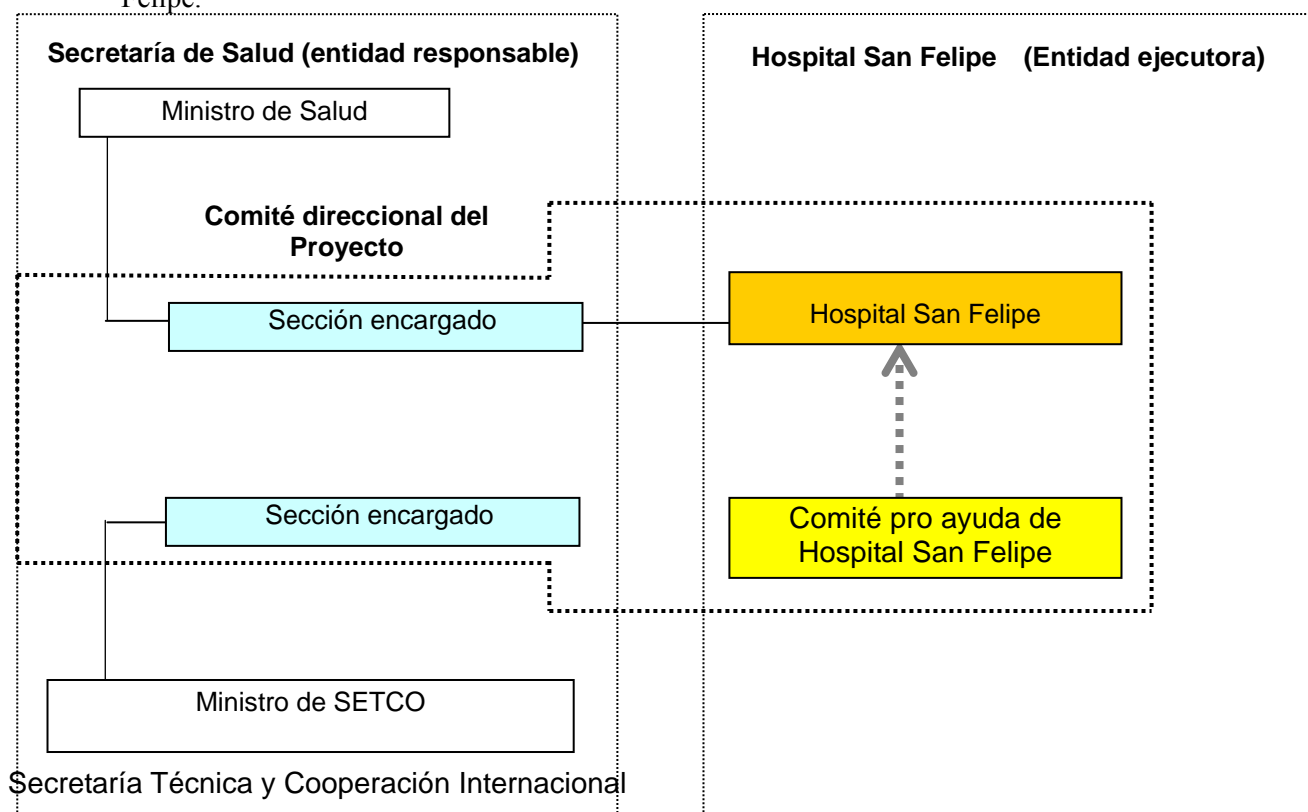 Felipe.
Secretaría de Salud (entidad responsable)
Hospital San Felipe (Entidad ejecutora)
Ministro de Salud
Comité direccional del
Proyecto
Sección encargado
Hospital San Felipe
Sección encargado
Comité pro ayuda de
Hospital San Felipe
Ministro de SETCO
Secretaría Técnica y Cooperación Internacional